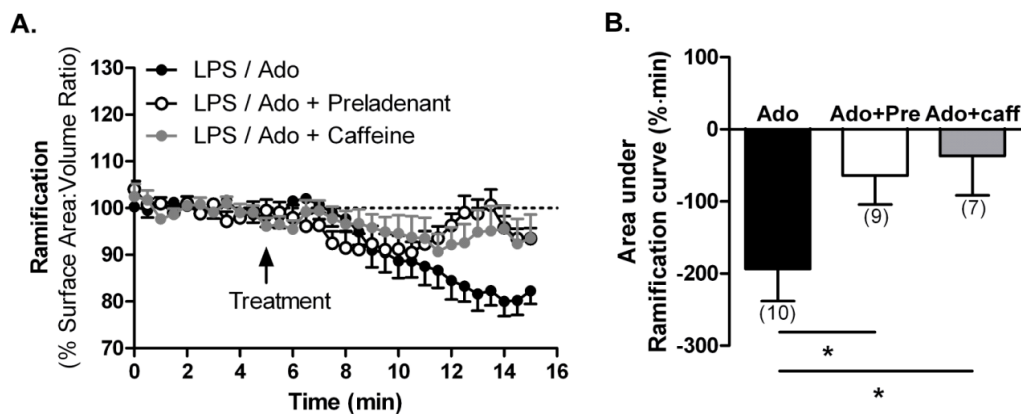 A.
130
120
110
100
90
80
70
Ramification
(% Surface Area:Volume Ratio)
LPS / Ado
LPS / Ado + Preladenant
LPS / Ado + Caffeine
Treatment
0 2 4 6 8 10 12 14 16
Time (min)
B.
100
0
-100
-200
-300
Area under
Ramification curve (%·min)
Ado Ado+Pre Ado+caff
(10)
(9)
(7)
*
*